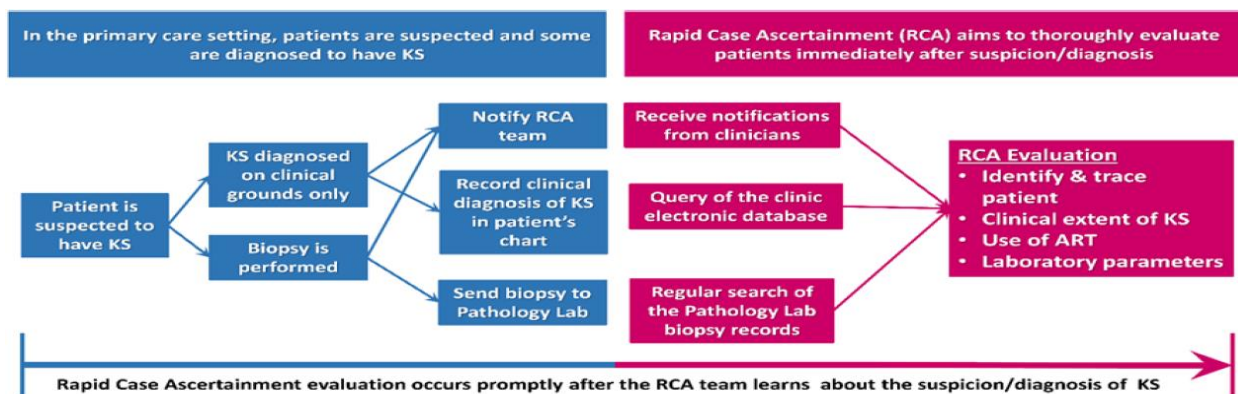 In the primary care setting, patients are suspected and some
are diagnosed to have KS
Rapid Case Ascertainment (RCA) aims to thoroughly evaluate
patients immediately after suspicion/diagnosis
Patient is
suspected to
have KS
KS diagnosed
on clinical
grounds only
Biopsy is
performed
Notify RCA
team
Record clinical
diagnosis of KS
in patient's
chart
Send biopsy to
Pathology Lab
Receive notifications
from clinicians
Query of the clinic
electronic database
Regular search of
the Pathology Lab
biopsy records
RCA Evaluation
• Identify & trace
patient
• Clinical extent of KS
• Use of ART
• Laboratory parameters
Rapid Case Ascertainment evaluation occurs promptly after the RCA team learns about the suspicion/diagnosis of KS